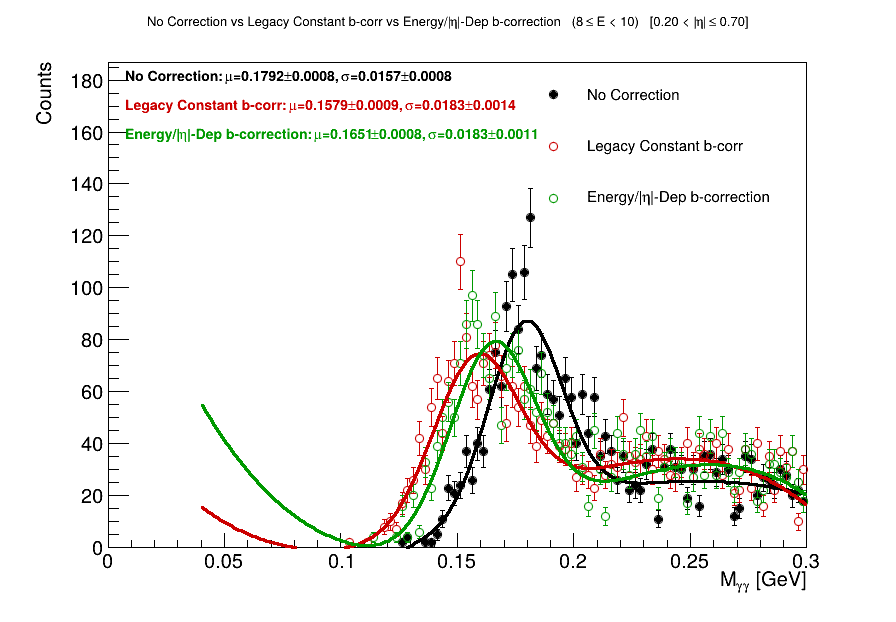 No Correction vs Legacy Constant b-corr vs Energy/|η|-Dep b-correction (8 ≤ E < 10) [0.20 < |η| ≤ 0.70]
Counts
No Correction: μ=0.1792±0.0008, σ=0.0157±0.0008
Legacy Constant b-corr: μ=0.1579±0.0009, σ=0.0183±0.0014
Energy/|η|-Dep b-correction: μ=0.1651±0.0008, σ=0.0183±0.0011
No Correction
Legacy Constant b-corr
Energy/|η|-Dep b-correction
180
160
140
120
100
80
60
40
20
0
0 0.05 0.1 0.15 0.2 0.25 0.3
Mγγ [GeV]